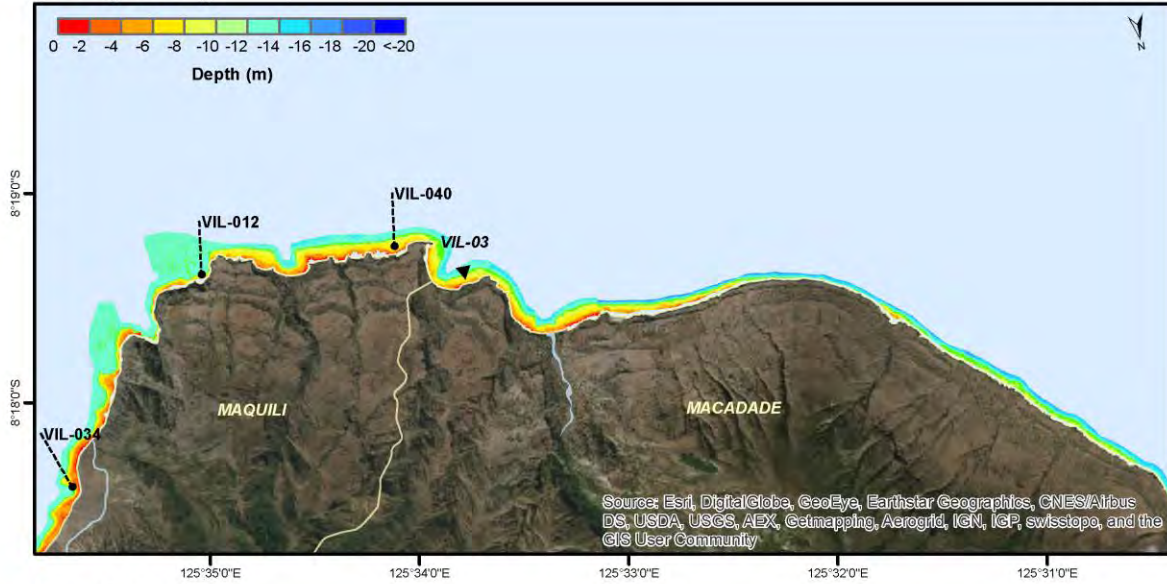 0 -2 -4 -6 -8 -10 -12 -14 -16 -18 -20 <-20
Depth (m)
N
8°19'0"S
VIL-040
VIL-012
VIL-03
8°18'0"S
MAQUILI
MACADADE
VIL-034
Source: Esri, DigitalGlobe, GeoEye, Earthstar Geographics, CNES/Airbus
DS, USDA, USGS, AEX, Getmapping, Aerogrid, IGN, IGP, swisstopo, and the
GIS User Community
125°35'0"E 125°34'0"E 125°33'0"E 125°32'0"E 125°31'0"E